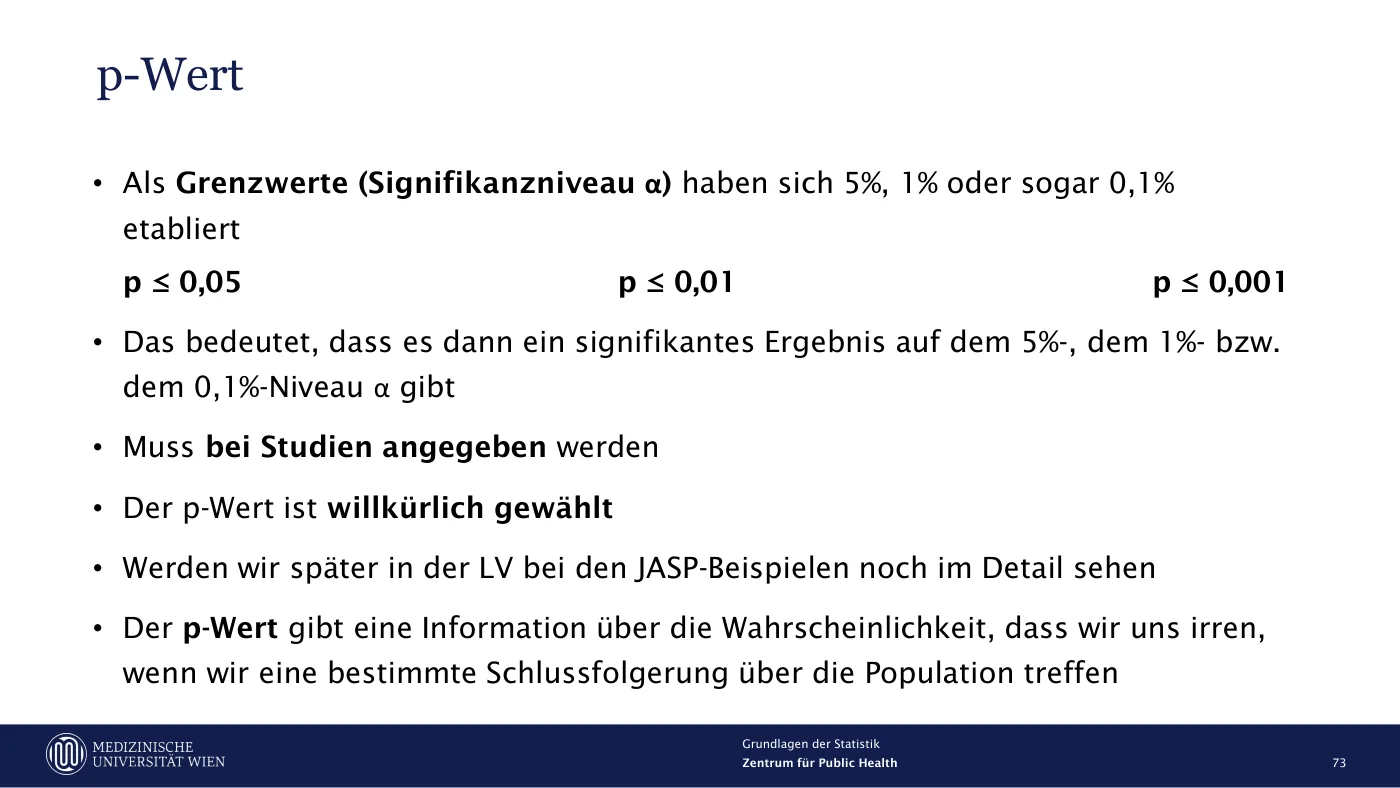 p-Wert
• Als Grenzwerte (Signifikanzniveau α) haben sich 5%, 1% oder sogar 0,1%
etabliert
p ≤ 0,05 p ≤ 0,01 p ≤ 0,001
• Das bedeutet, dass es dann ein signifikantes Ergebnis auf dem 5%-, dem 1%- bzw.
dem 0,1%-Niveau α gibt
• Muss bei Studien angegeben werden
• Der p-Wert ist willkürlich gewählt
• Werden wir später in der LV bei den JASP-Beispielen noch im Detail sehen
• Der p-Wert gibt eine Information über die Wahrscheinlichkeit, dass wir uns irren,
wenn wir eine bestimmte Schlussfolgerung über die Population treffen
MEDIZINISCHE
UNIVERSITÄT WIEN
Grundlagen der Statistik
Zentrum für Public Health
73